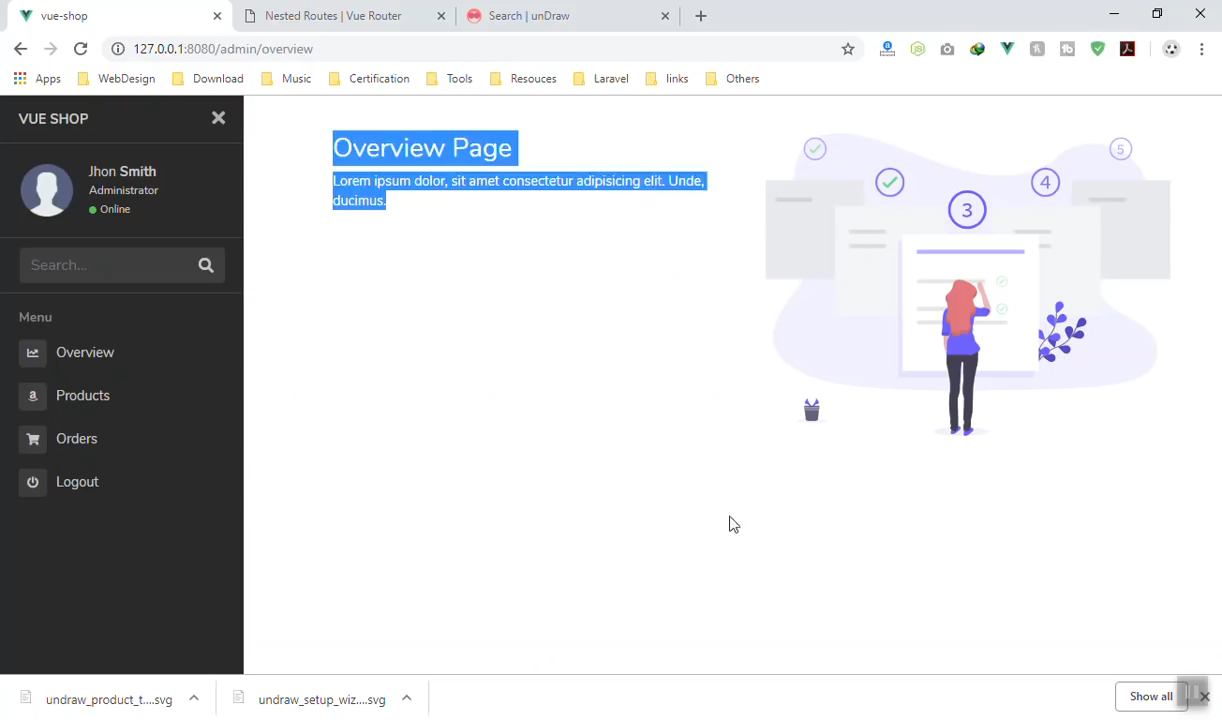 vue-shop
Nested Routes | Vue Router
Search | unDraw
127.0.0.1:8080/admin/overview
Apps
WebDesign
Download
Music
Certification
Tools
Resouces
Laravel
links
Others
VUE SHOP
Jhon Smith
Administrator
Online
Search...
Menu
Overview
Products
Orders
Logout
Overview Page
Lorem ipsum dolor, sit amet consectetur adipisicing elit. Unde,
ducimus.
3
4
5
undraw_product_t....svg
undraw_setup_wiz....svg
Show all